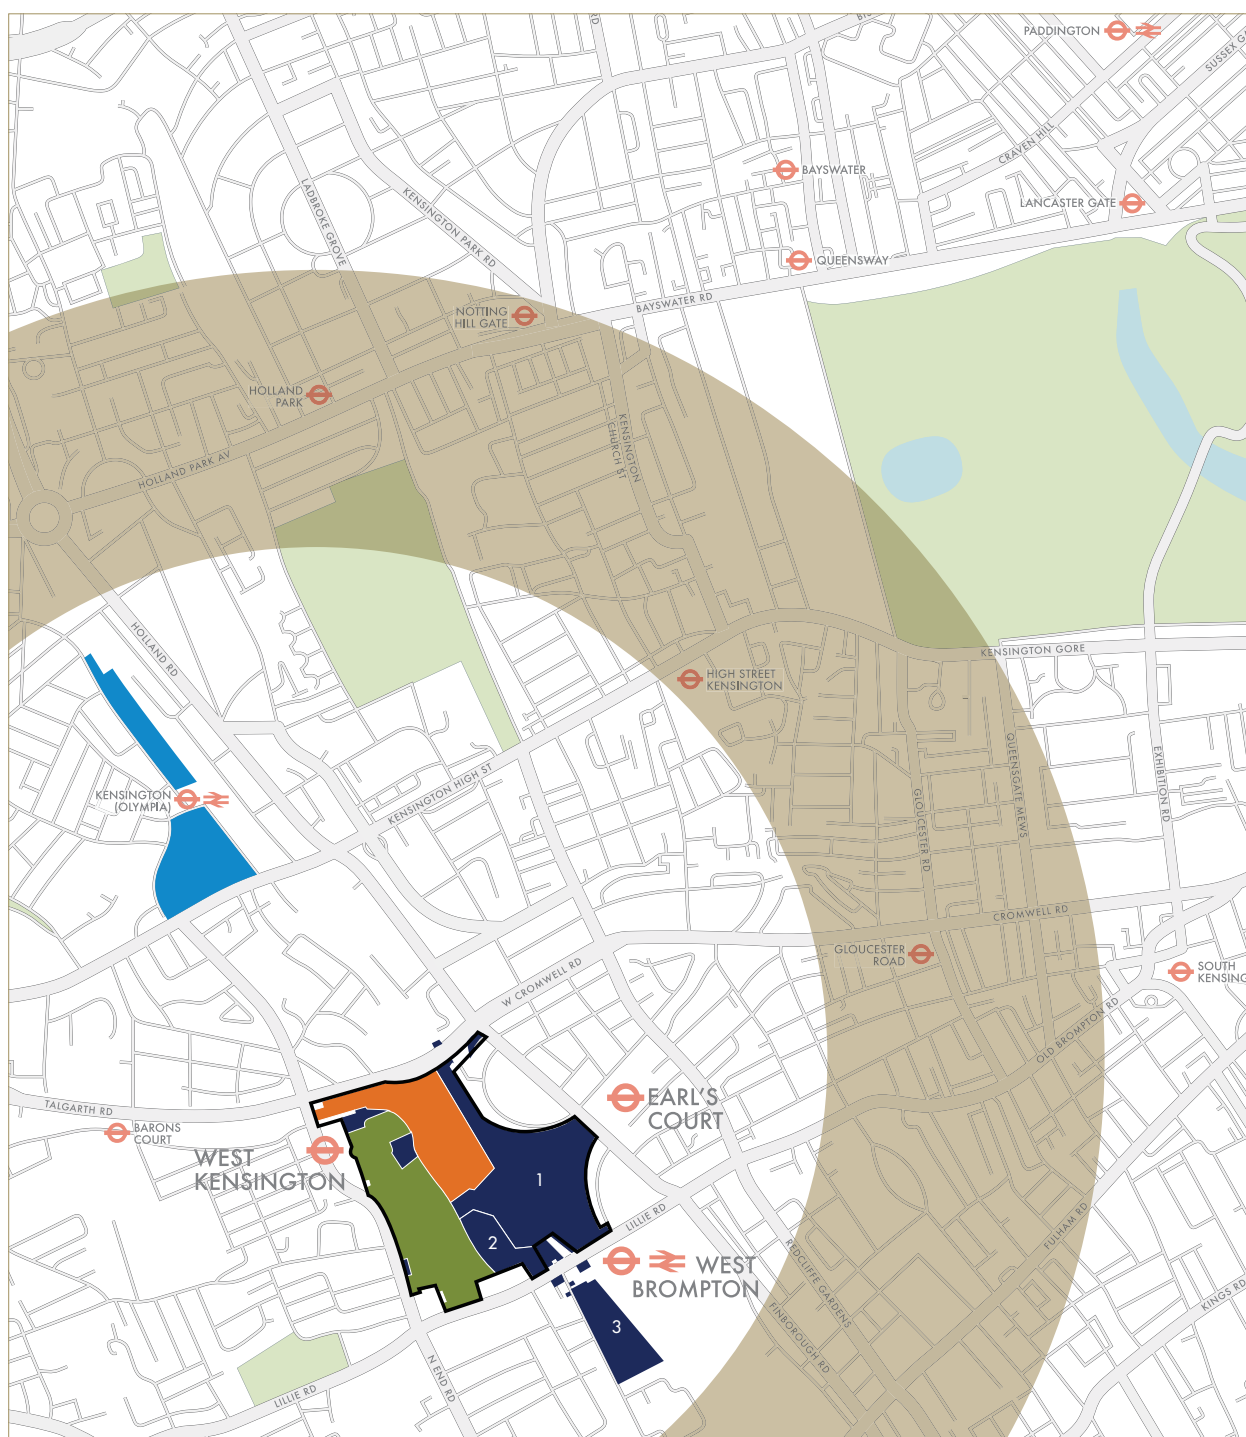 PADDINGTON
SUSSEX G
CRAVEN HILL
BAYSWATER
LANCASTER GATE
LADBROKE GROVE
KENSINGTON PARK RD
QUEENSWAY
BAYSWATER RD
NOTTING
HILL GATE
HOLLAND
PARK
KENSINGTON
CHURCH ST
HOLLAND PARK AV
HOLLAND RD
KENSINGTON GORE
HIGH STREET
KENSINGTON
QUEENSGATE MEWS
EXHIBITION RD
KENSINGTON
(OLYMPIA)
KENSINGTON HIGH ST
GLOUCESTER RD
CROMWELL RD
GLOUCESTER
ROAD
W CROMWELL RD
SOUTH
KENSING
OLD BROMPTON RD
TALGARTH RD
BARONS
COURT
EARL'S
COURT
WEST
KENSINGTON
1
2
LILLIE RD
FULHAM RD
WEST
BROMPTON
REDCLIFFE GARDENS
KINGS RD
FINBOROUGH RD
3
N END RD
LILLIE RD